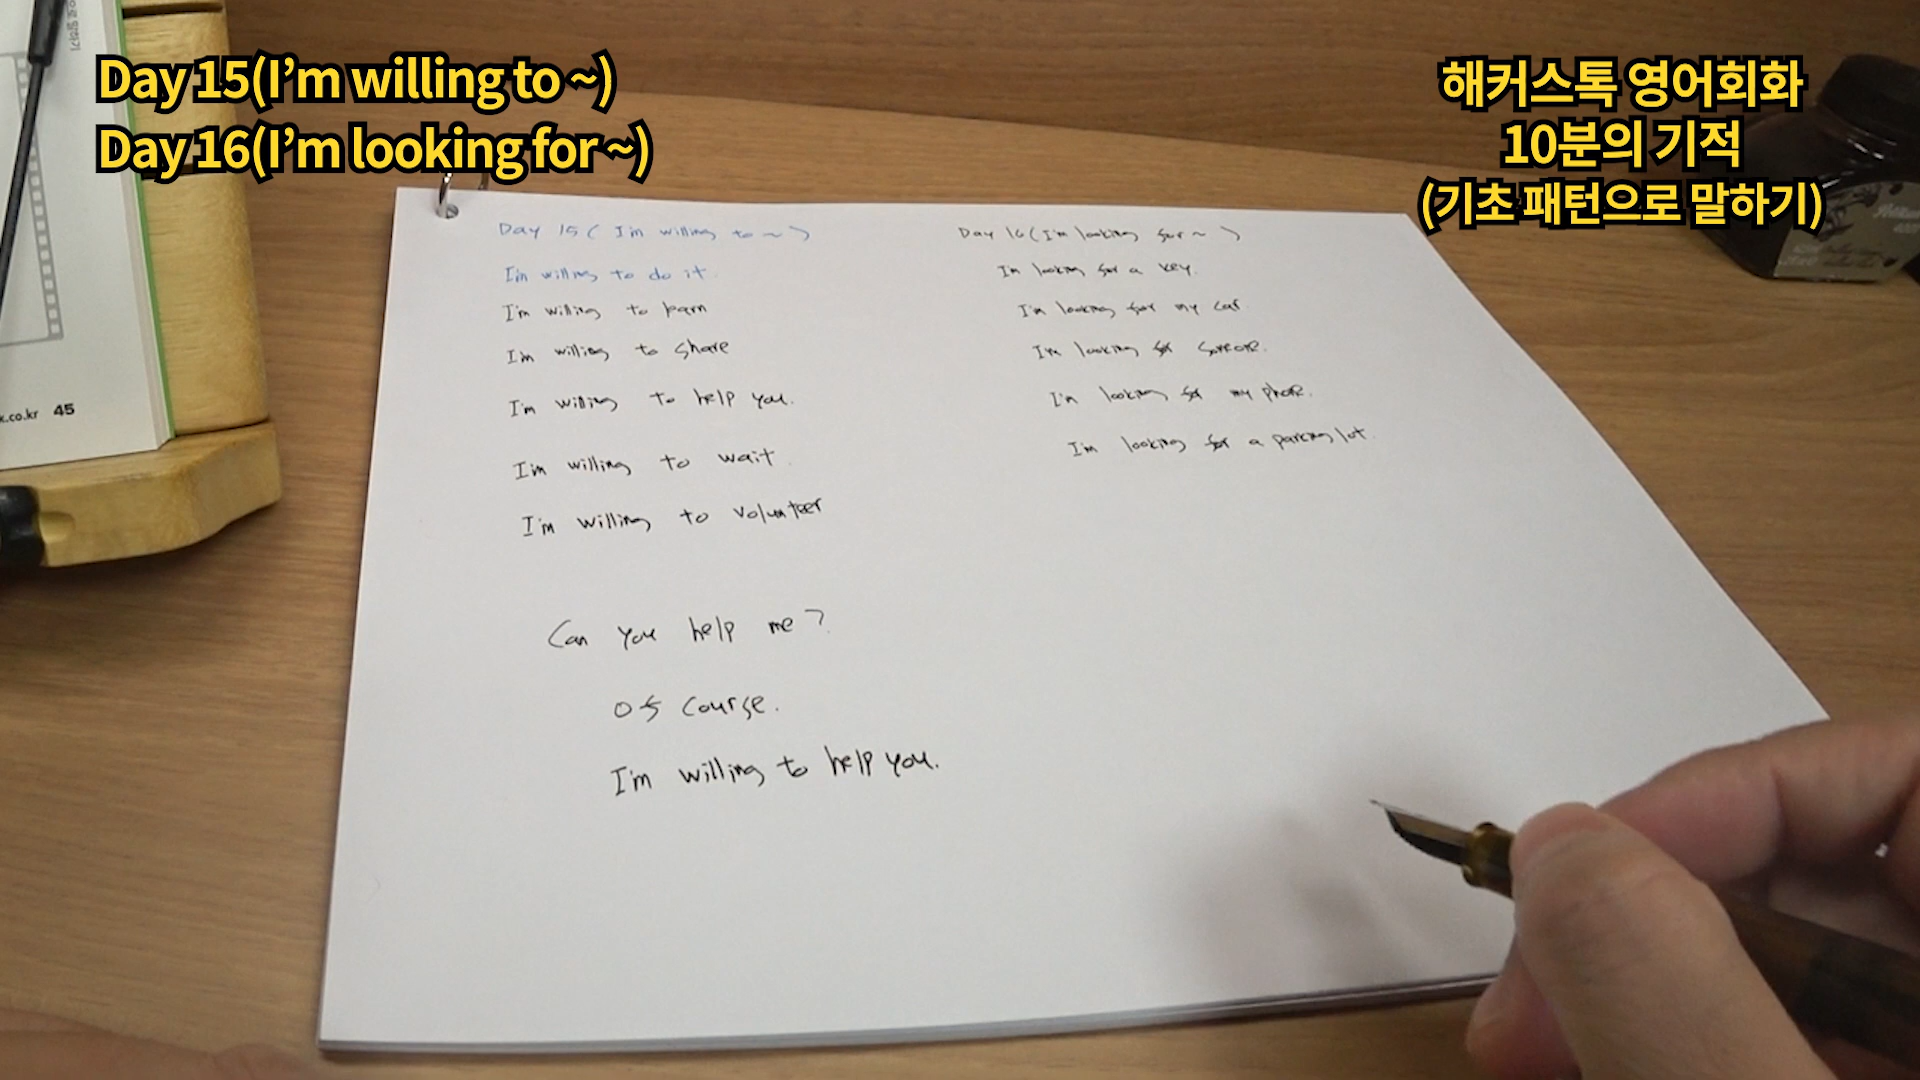 Day 15(I’m willing to ~)
Day 16(I’m looking for ~)
해커스톡 영어회화
10분의 기적
(기초 패턴으로 말하기)
k.co.kr 45
Day 15 ( I'm willing to ~ )
I'm willing to do it.
I'm willing to learn
I'm willing to share
I'm willing to help you.
I'm willing to wait.
I'm willing to volunteer
Can you help me?
Of course.
I'm willing to help you.
Day 16 (I'm looking for ~ )
I'm looking for a key.
I'm looking for my car.
I'm looking for someone.
I'm looking for my phone.
I'm looking for a parking lot.